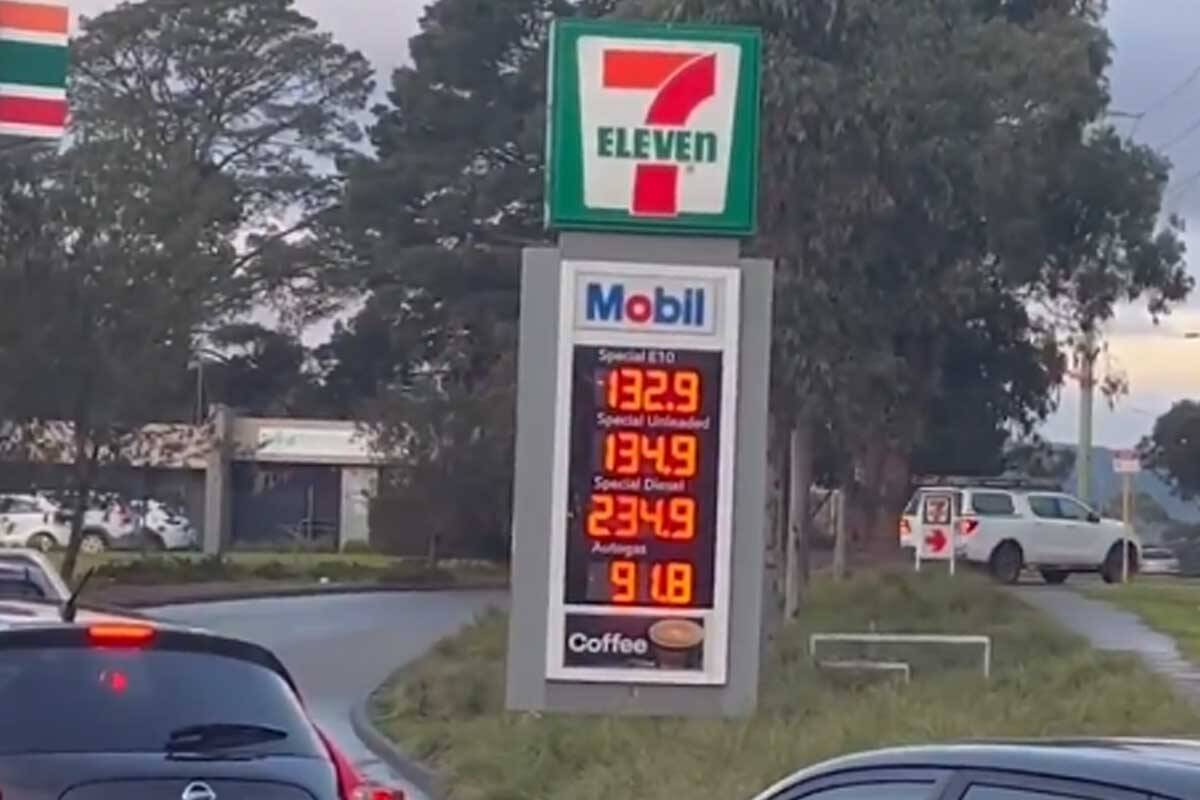 7
ELEVEN
Mobil
Special E10
132.9
Special Unleaded
134.9
Special Diesel
234.9
Autogas
91.8
Coffee